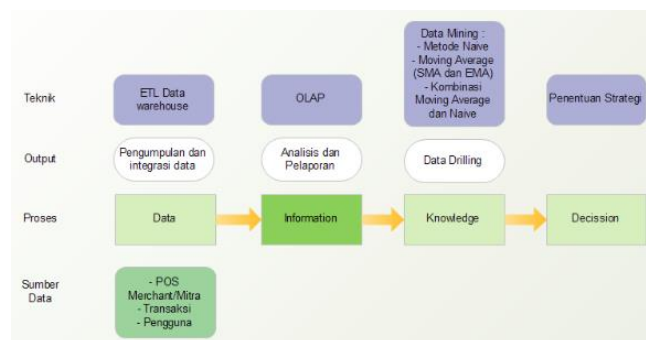 Teknik
ETL Data
warehouse
OLAP
Data Mining :
- Metode Naive
- Moving Average
(SMA dan EMA)
- Kombinasi
Moving Average
dan Naive
Penentuan Strategi
Output
Pengumpulan dan
integrasi data
Analisis dan
Pelaporan
Data Drilling
Proses
Data
Information
Knowledge
Decission
Sumber
Data
- POS
Merchant/Mitra
- Transaksi
- Pengguna